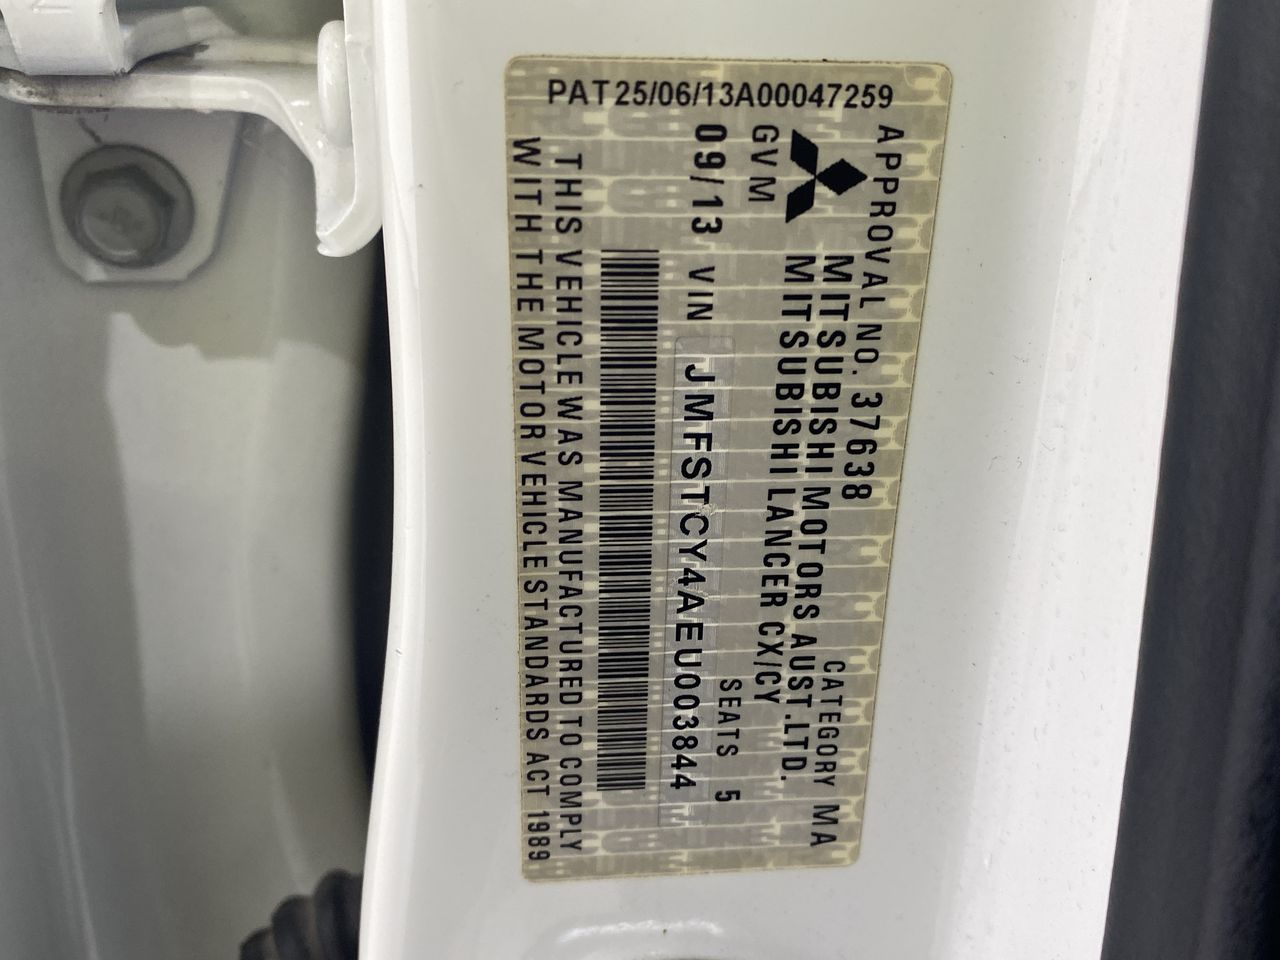 PAT25/06/13A00047259
APPROVAL NO. 37638 CATEGORY MA
MITSUBISHI MOTORS AUST.LTD.
MITSUBISHI LANCER CX/CY
GVM SEATS 5
09/13 VIN JMFSTCY4AEU003844
THIS VEHICLE WAS MANUFACTURED TO COMPLY
WITH THE MOTOR VEHICLE STANDARDS ACT 1989